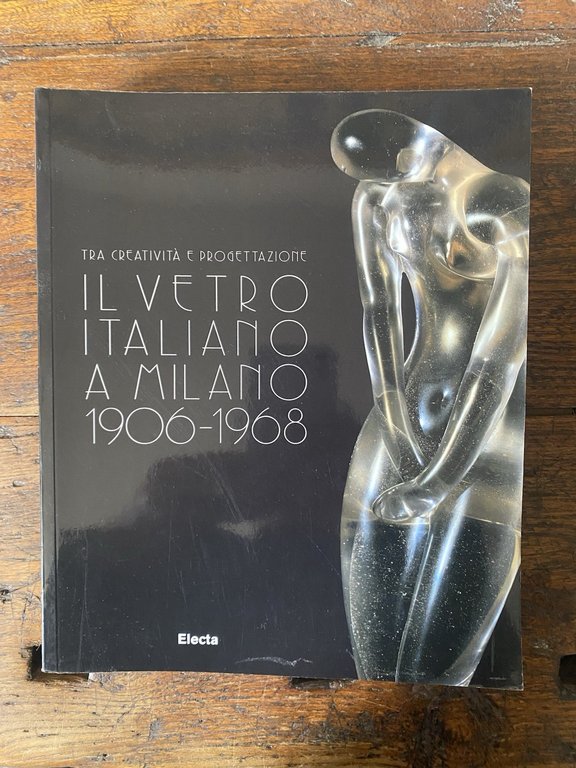 TRA CREATIVITÀ E PROGETTAZIONE
IL VETRO
ITALIANO
A MILANO
1906-1968
Electa